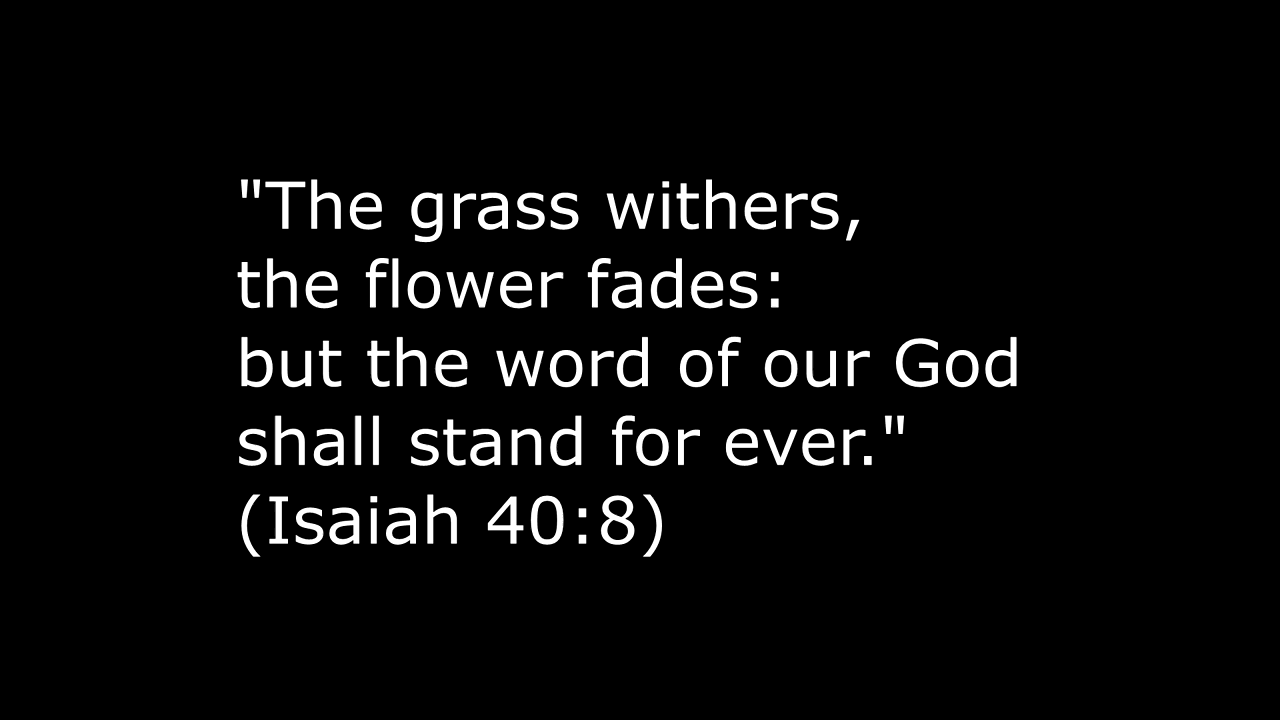 "The grass withers,
the flower fades:
but the word of our God
shall stand for ever."
(Isaiah 40:8)